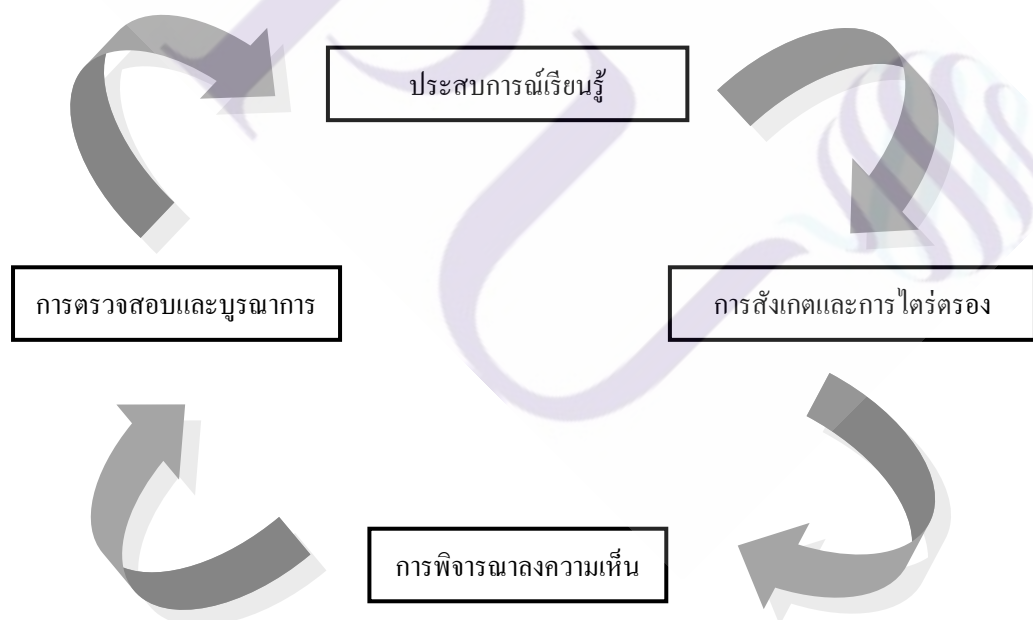 ประสบการณ์เรียนรู้
การตรวจสอบและบูรณาการ
การสังเกตและการไตร่ตรอง
การพิจารณาลงความเห็น